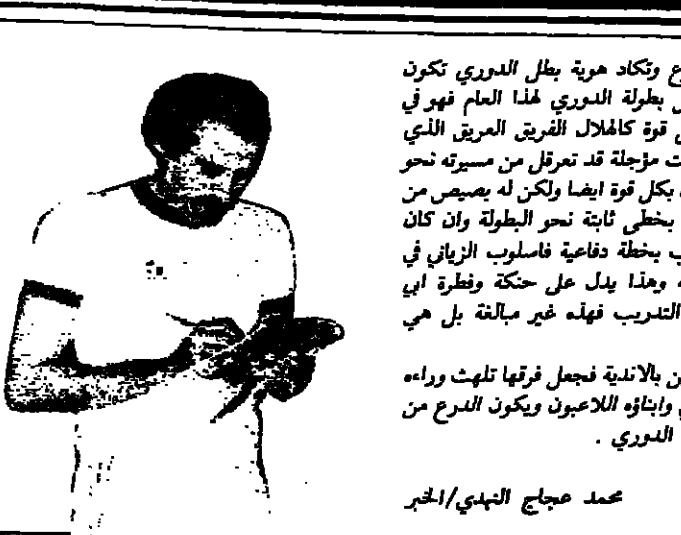 ع وتكاد هوية بطل الدوري تكون
بطولة الدوري لهذا العام فهو في
قوة كالهلال الفريق العريق الذي
ت مؤجلة قد تعرقل من مسيرته نحو
بكل قوة ايضا ولكن له بصيص من
بخطى ثابتة نحو البطولة وان كان
ب بخطة دفاعية فاسلوب الزياني في
وهذا يدل على حنكة وفطرة ابي
التدريب فهذه غير مبالغة بل هي
ن بالاندية فجعل فرقها تلهث وراءه
وابناؤه اللاعبون ويكون الدرع من
الدوري .
محمد عجاج النهدي/الخبر